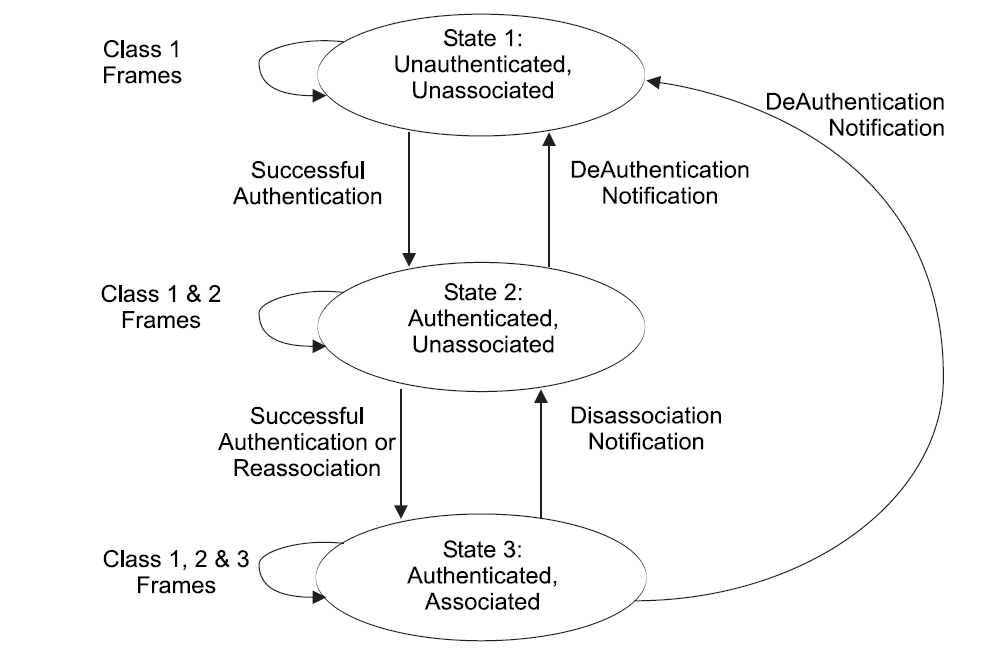 Class 1
Frames
State 1:
Unauthenticated,
Unassociated
DeAuthentication
Notification
Successful
Authentication
DeAuthentication
Notification
Class 1 & 2
Frames
State 2:
Authenticated,
Unassociated
Successful
Authentication or
Reassociation
Disassociation
Notification
Class 1, 2 & 3
Frames
State 3:
Authenticated,
Associated